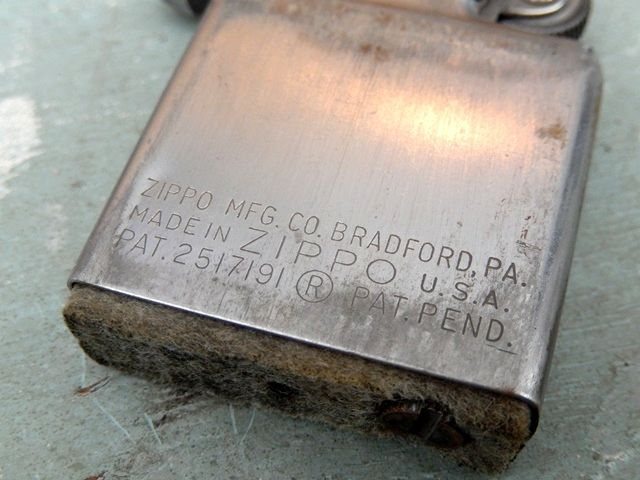 ZIPPO MFG. CO. BRADFORD, PA.
MADE IN ZIPPO U.S.A.
PAT. 2517191 ® PAT. PEND.